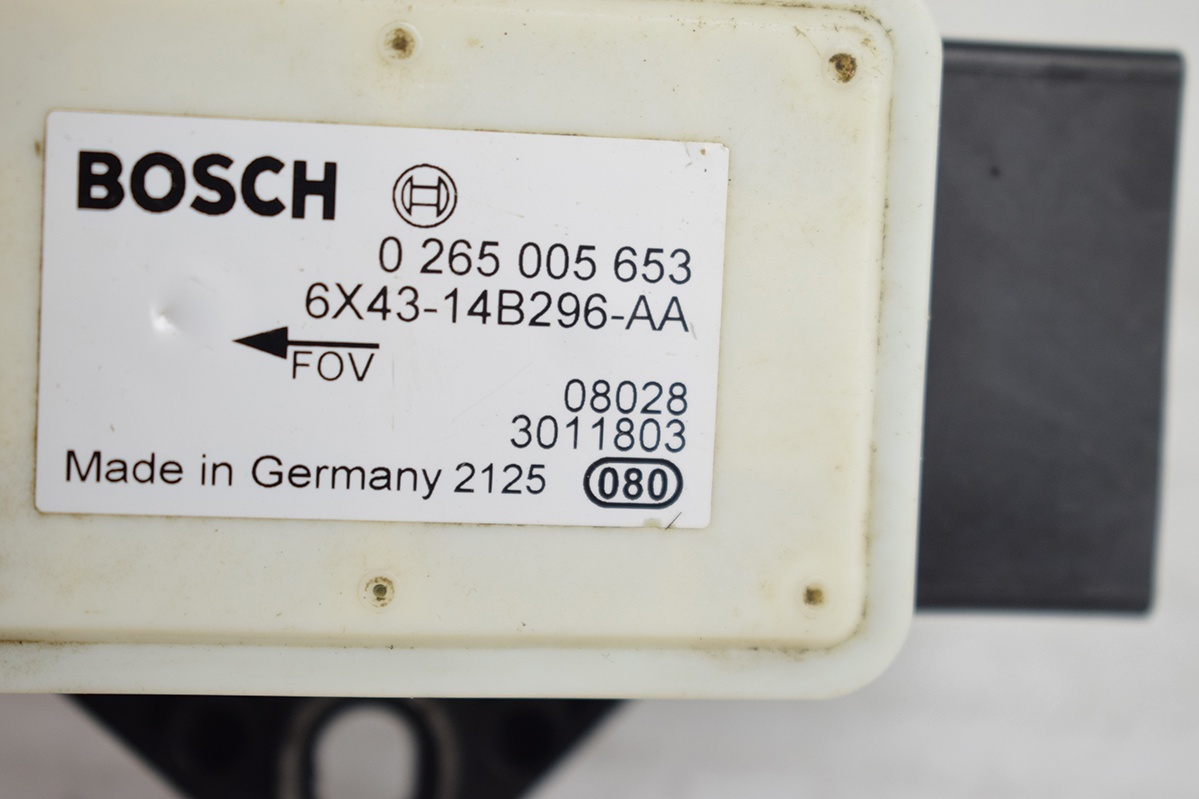 BOSCH
0 265 005 653
6X43-14B296-AA
FOV
08028
3011803
Made in Germany 2125 080